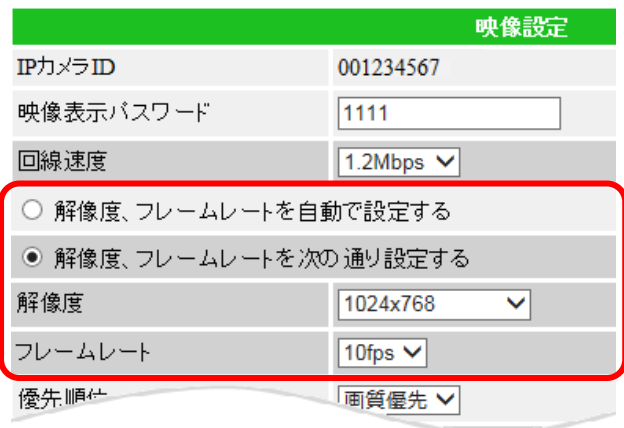 映像設定
IPカメラID 001234567
映像表示パスワード 1111
回線速度 1.2Mbps
解像度、フレームレートを自動で設定する
解像度、フレームレートを次の通り設定する
解像度 1024x768
フレームレート 10fps
優先順位 画質優先